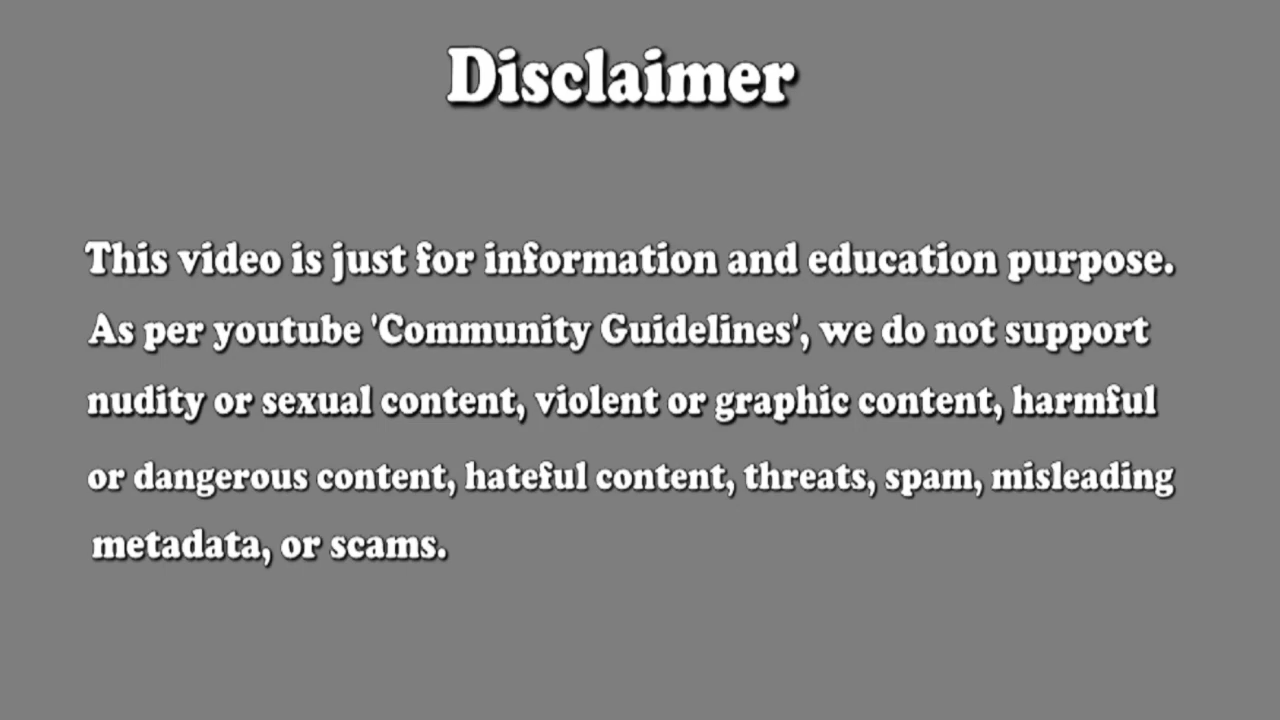 Disclaimer
This video is just for information and education purpose.
As per youtube 'Community Guidelines', we do not support
nudity or sexual content, violent or graphic content, harmful
or dangerous content, hateful content, threats, spam, misleading
metadata, or scams.